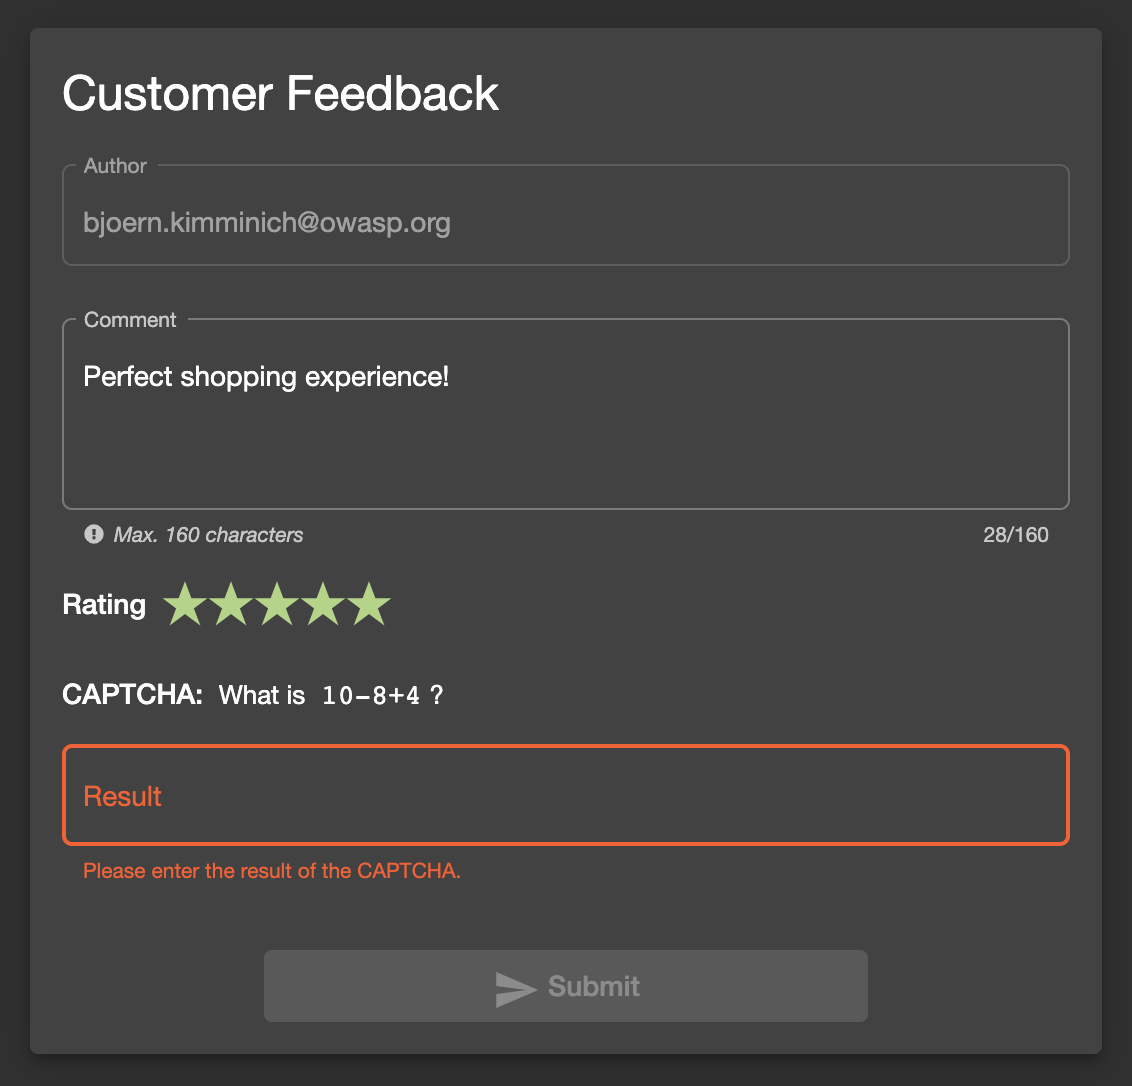 Customer Feedback
Author
bjoern.kimminich@owasp.org
Comment
Perfect shopping experience!
Max. 160 characters 28/160
Rating
CAPTCHA: What is 10-8+4 ?
Result
Please enter the result of the CAPTCHA.
Submit